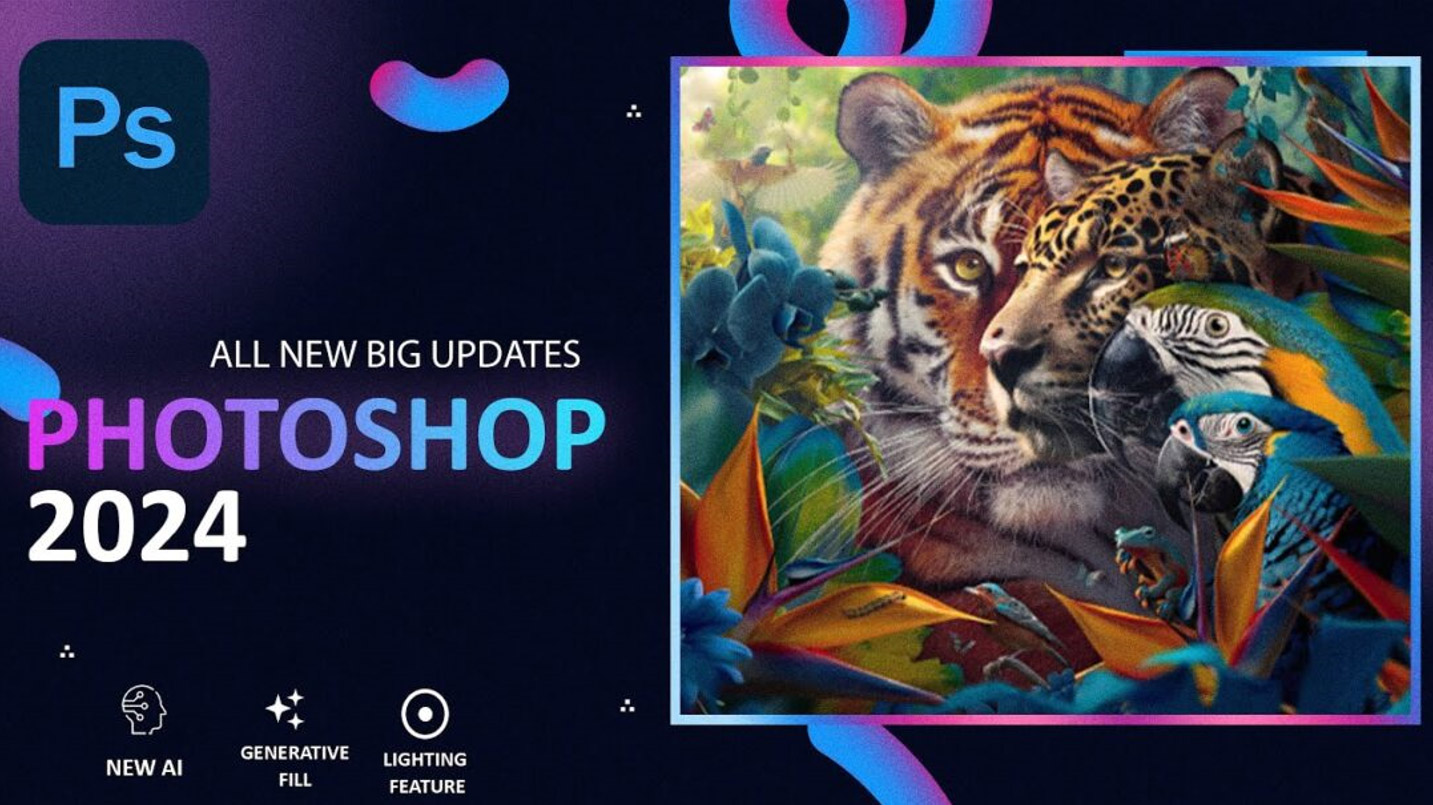 Ps
ALL NEW BIG UPDATES
PHOTOSHOP
2024
NEW AI
GENERATIVE
FILL
LIGHTING
FEATURE